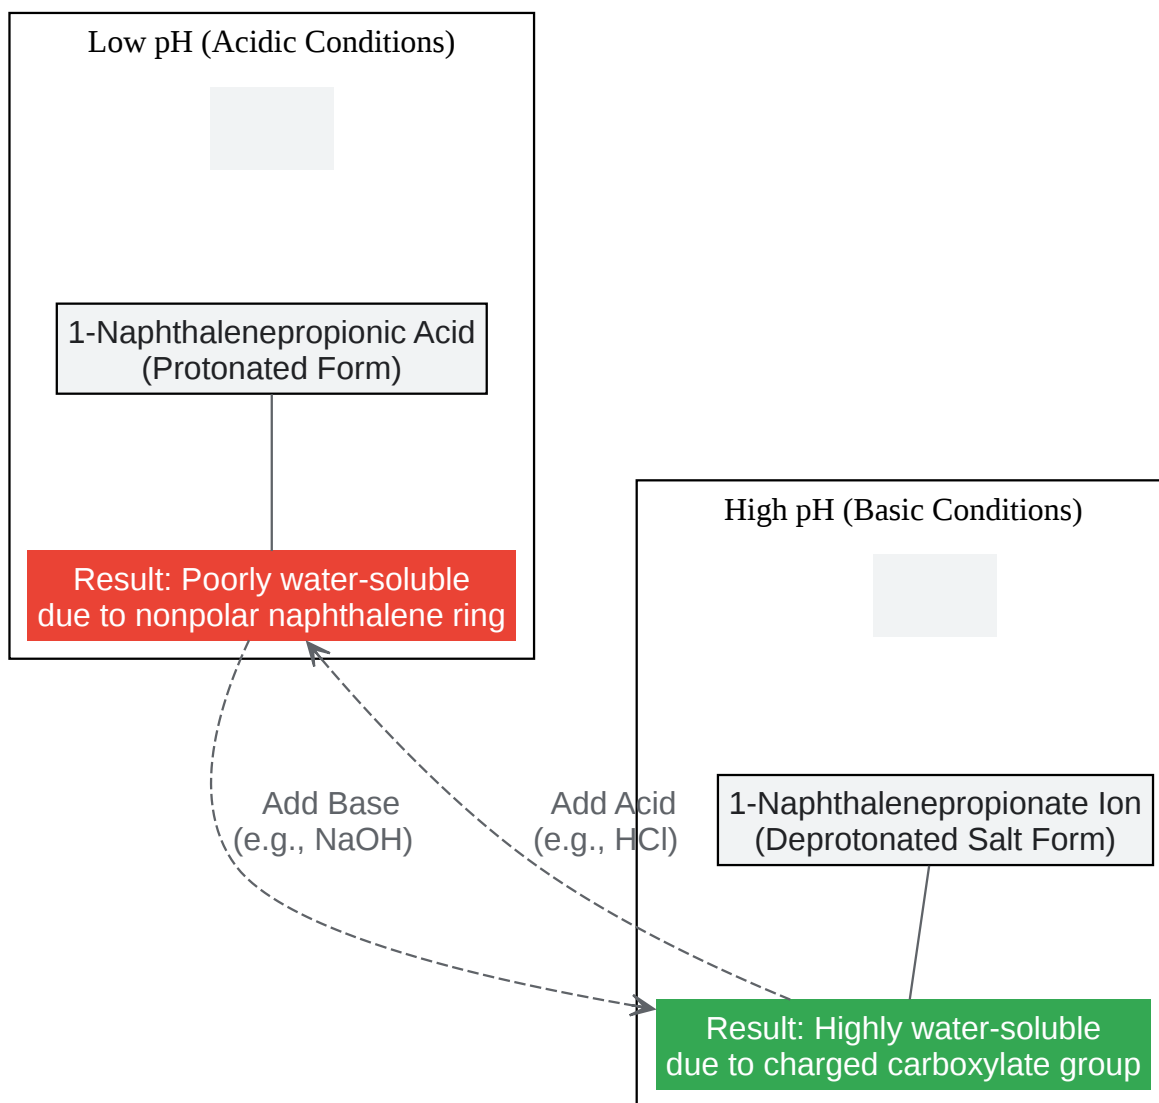 Low pH (Acidic Conditions)
1-Naphthalenepropionic Acid
(Protonated Form)
Result: Poorly water-soluble
due to nonpolar naphthalene ring
High pH (Basic Conditions)
Add Base
(e.g., NaOH)
Add Acid
(e.g., HCl)
1-Naphthalenepropionate Ion
(Deprotonated Salt Form)
Result: Highly water-soluble
due to charged carboxylate group